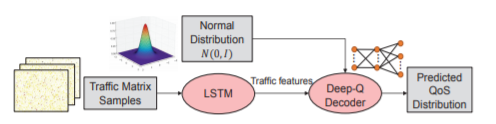 Normal
Distribution
N(0, I)
Traffic Matrix
Samples
LSTM
Traffic features
Deep-Q
Decoder
Predicted
QoS
Distribution